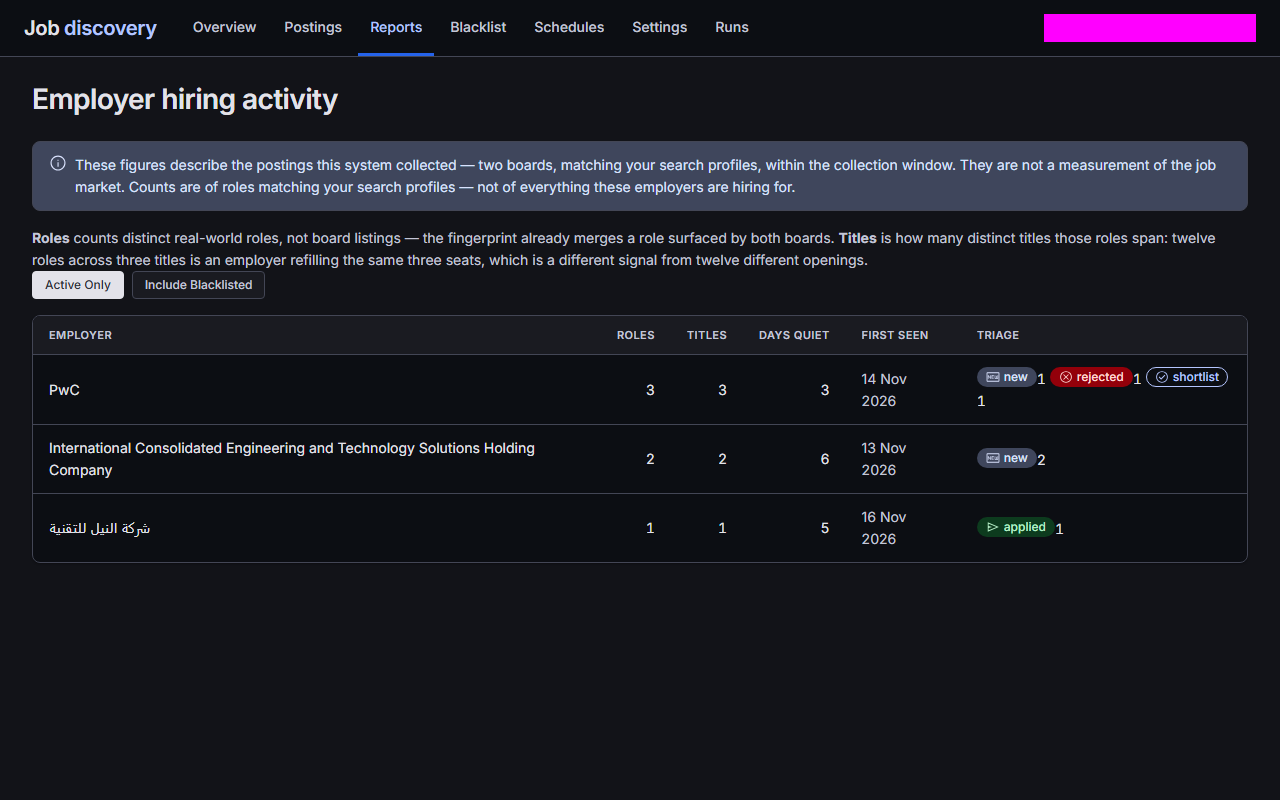 Job discovery
Overview
Postings
Reports
Blacklist
Schedules
Settings
Runs
Employer hiring activity
These figures describe the postings this system collected — two boards, matching your search profiles, within the collection window. They are not a measurement of the job
market. Counts are of roles matching your search profiles — not of everything these employers are hiring for.
Roles counts distinct real-world roles, not board listings — the fingerprint already merges a role surfaced by both boards. Titles is how many distinct titles those roles span: twelve
roles across three titles is an employer refilling the same three seats, which is a different signal from twelve different openings.
Active Only
Include Blacklisted
EMPLOYER ROLES TITLES DAYS QUIET FIRST SEEN TRIAGE
PwC 3 3 3 14 Nov
2026
new 1 rejected 1 shortlist
1
International Consolidated Engineering and Technology Solutions Holding
Company
2 2 6 13 Nov
2026
new 2
شركة النيل للتقنية
1 1 5 16 Nov
2026
applied 1